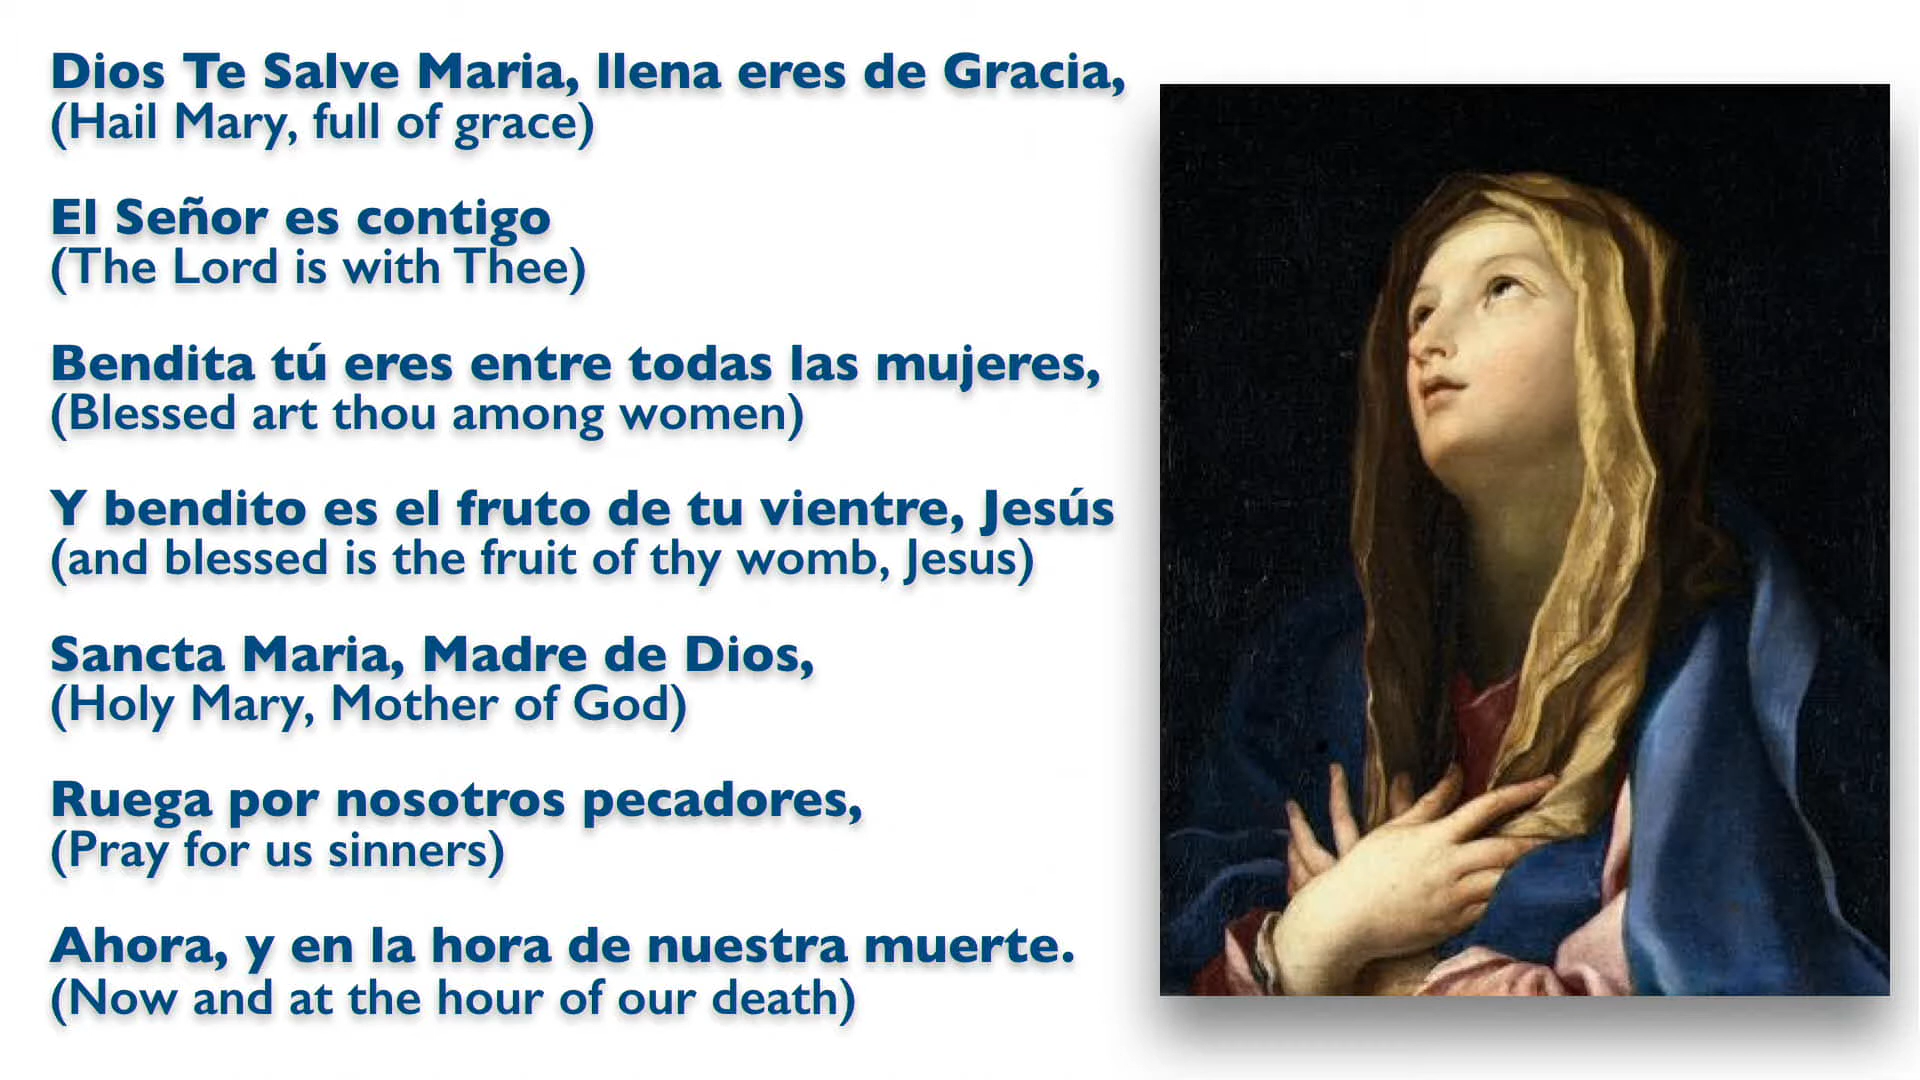 Dios Te Salve Maria, llena eres de Gracia,
(Hail Mary, full of grace)
El Señor es contigo
(The Lord is with Thee)
Bendita tú eres entre todas las mujeres,
(Blessed art thou among women)
Y bendito es el fruto de tu vientre, Jesús
(and blessed is the fruit of thy womb, Jesus)
Sancta Maria, Madre de Dios,
(Holy Mary, Mother of God)
Ruega por nosotros pecadores,
(Pray for us sinners)
Ahora, y en la hora de nuestra muerte.
(Now and at the hour of our death)